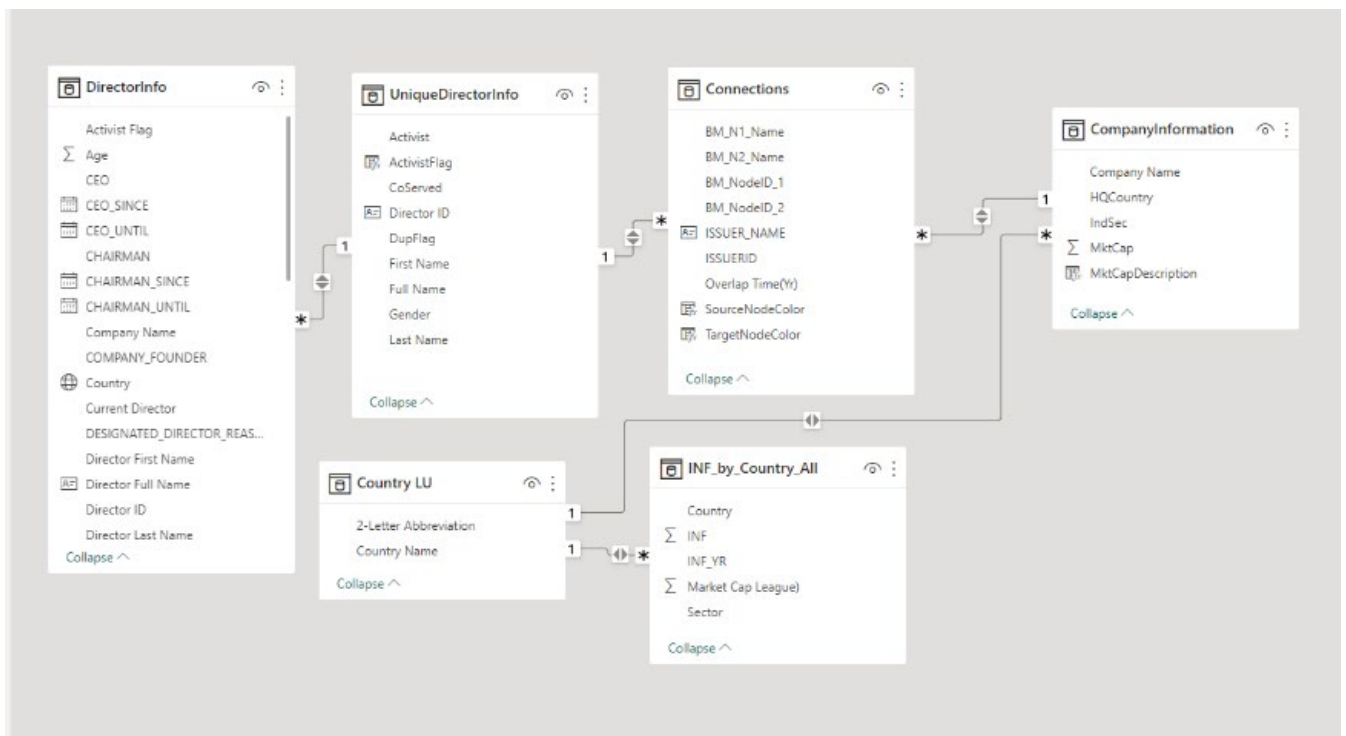 DirectorInfo
Activist Flag
Σ Age
CEO
CEO_SINCE
CEO_UNTIL
CHAIRMAN
CHAIRMAN_SINCE
CHAIRMAN_UNTIL
Company Name
COMPANY_FOUNDER
Country
Current Director
DESIGNATED_DIRECTOR_REAS...
Director First Name
Director Full Name
Director ID
Director Last Name
Collapse
UniqueDirectorInfo
Activist
ActivistFlag
CoServed
Director ID
DupFlag
First Name
Full Name
Gender
Last Name
Collapse
Connections
BM_N1_Name
BM_N2_Name
BM_NodeID_1
BM_NodeID_2
ISSUER_NAME
ISSUERID
Overlap Time(Yr)
SourceNodeColor
TargetNodeColor
Collapse
CompanyInformation
Company Name
HQCountry
IndSec
Σ MktCap
MktCapDescription
Collapse
Country LU
2-Letter Abbreviation
Country Name
Collapse
INF_by_Country_All
Country
Σ INF
INF_YR
Σ Market Cap League)
Sector
Collapse
*
1
1
*
*
1
*
1
1
*